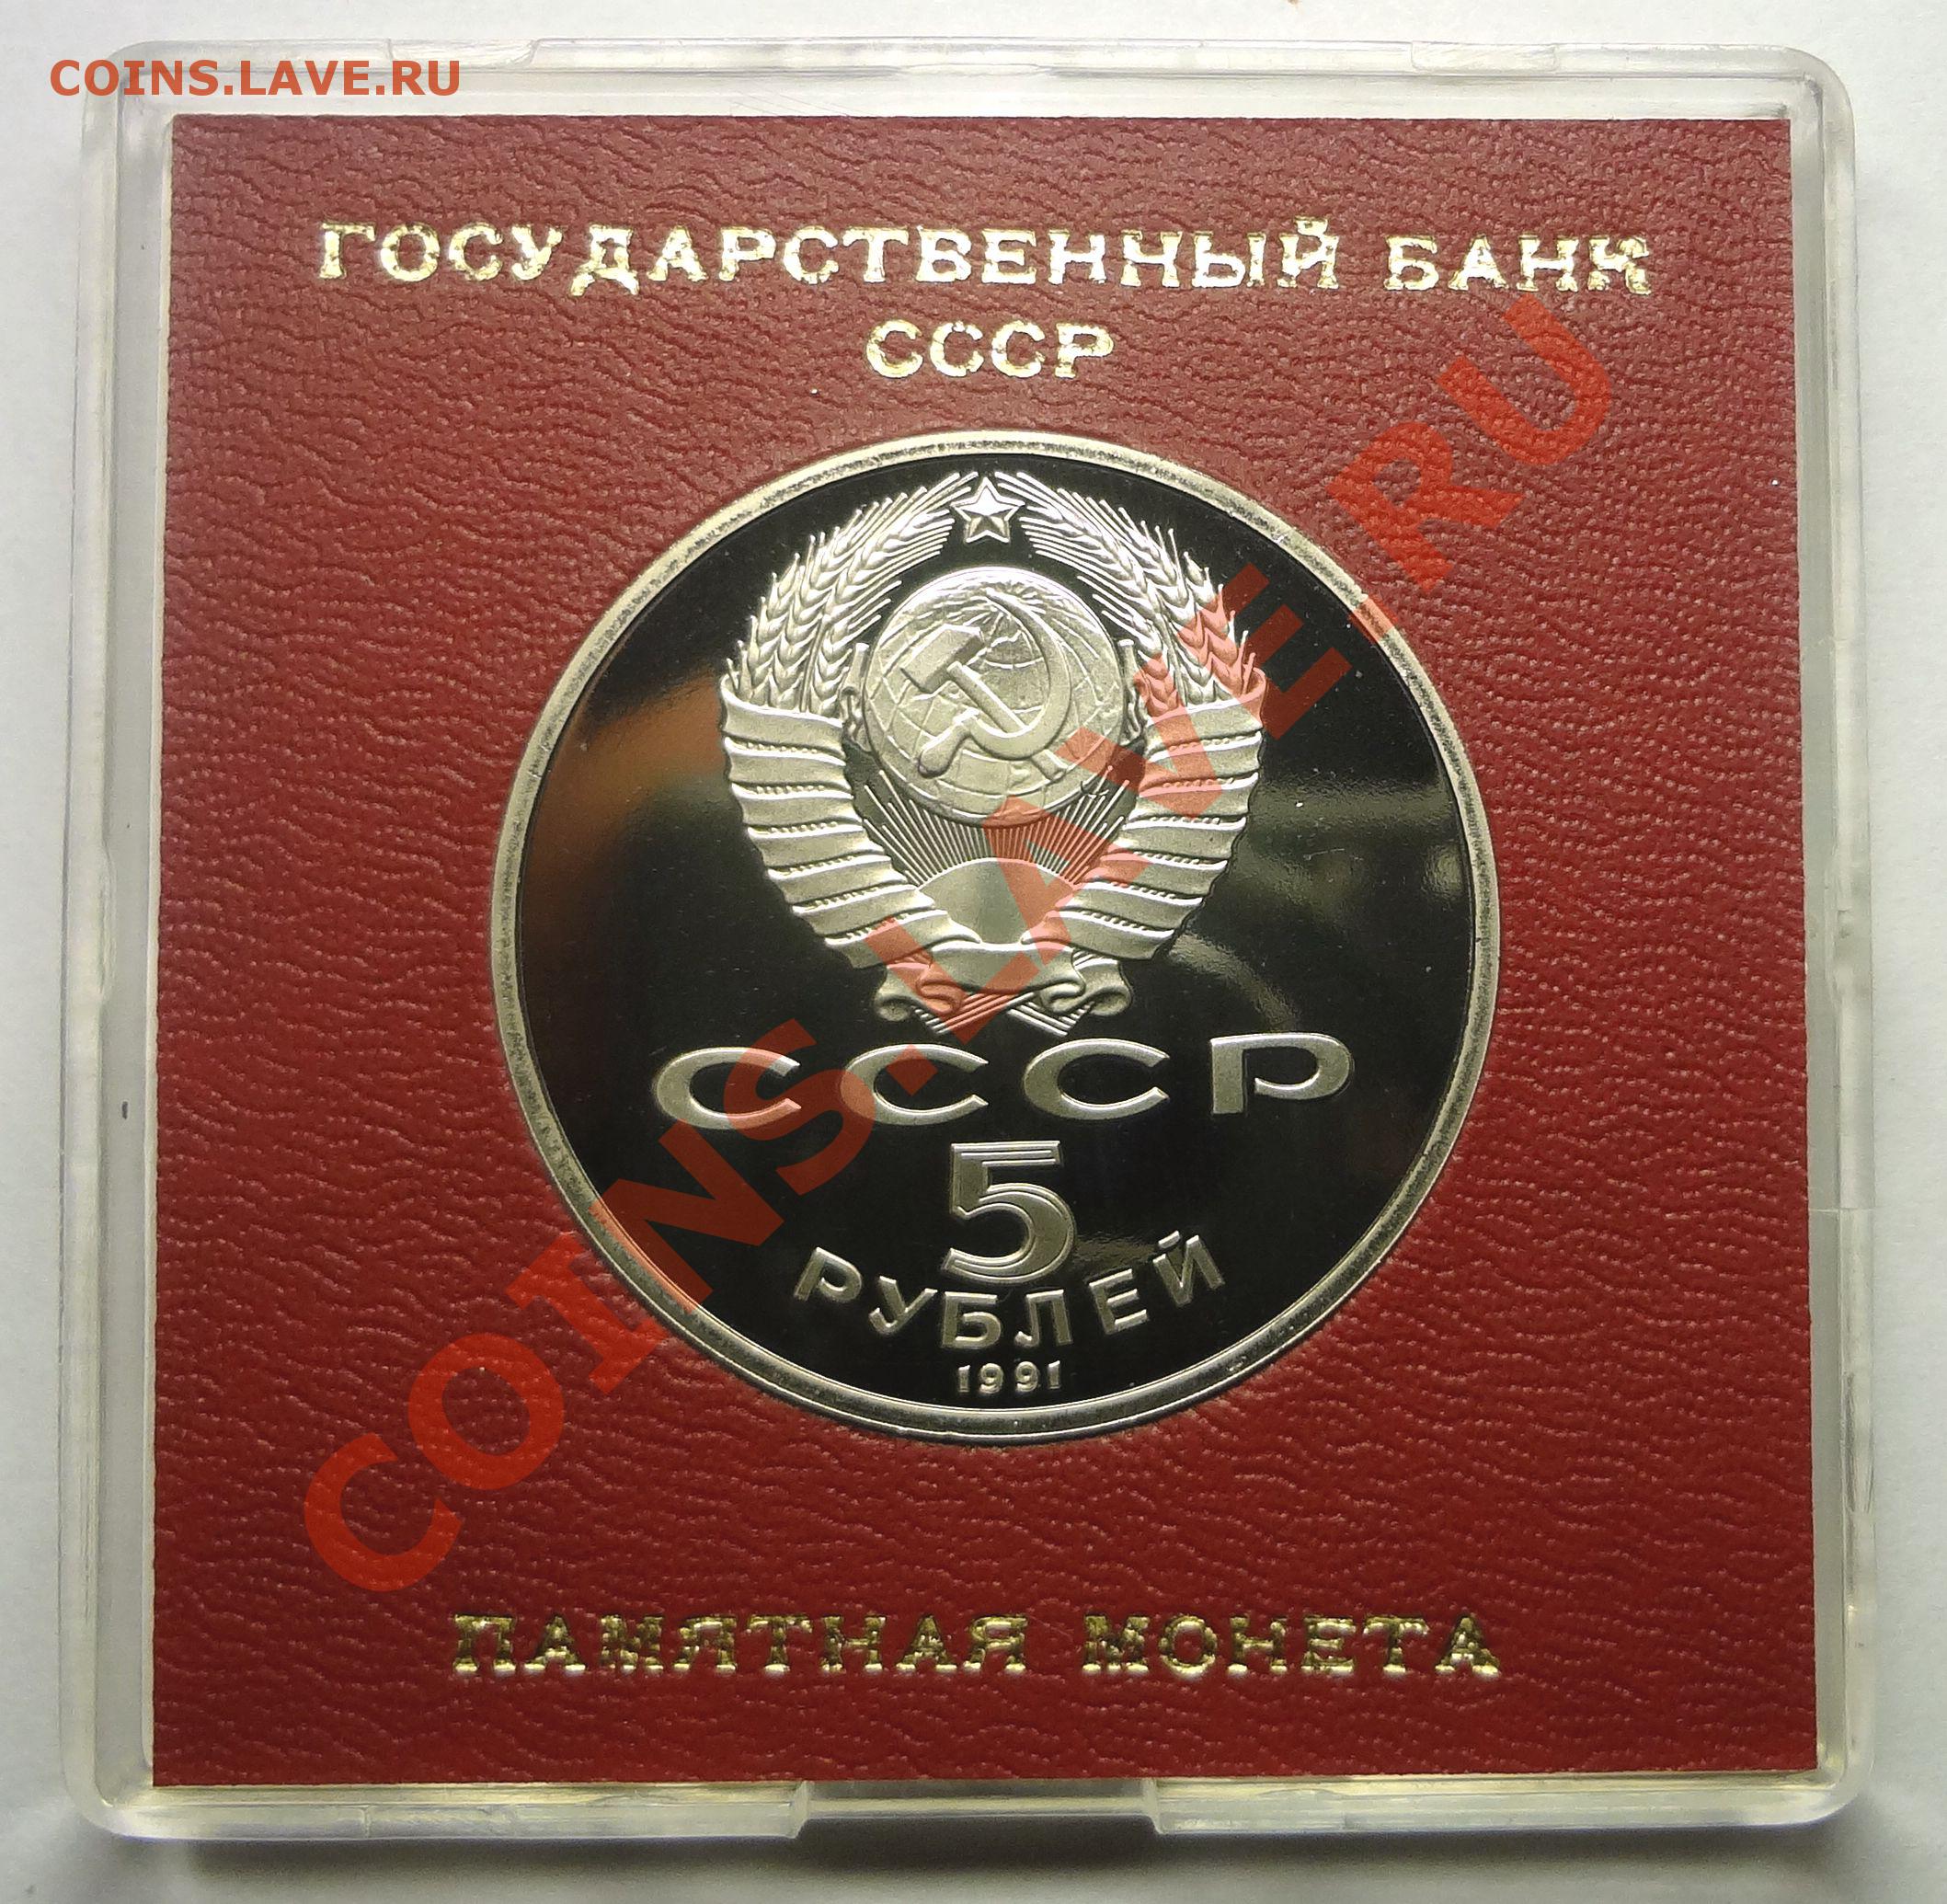 COINS.LAVE.RU
ГОСУДАРСТВЕННЫЙ БАНК
СССР
COINS.LAVE.RU
СССР
5
РУБЛЕЙ
1991
ПАМЯТНАЯ МОНЕТА